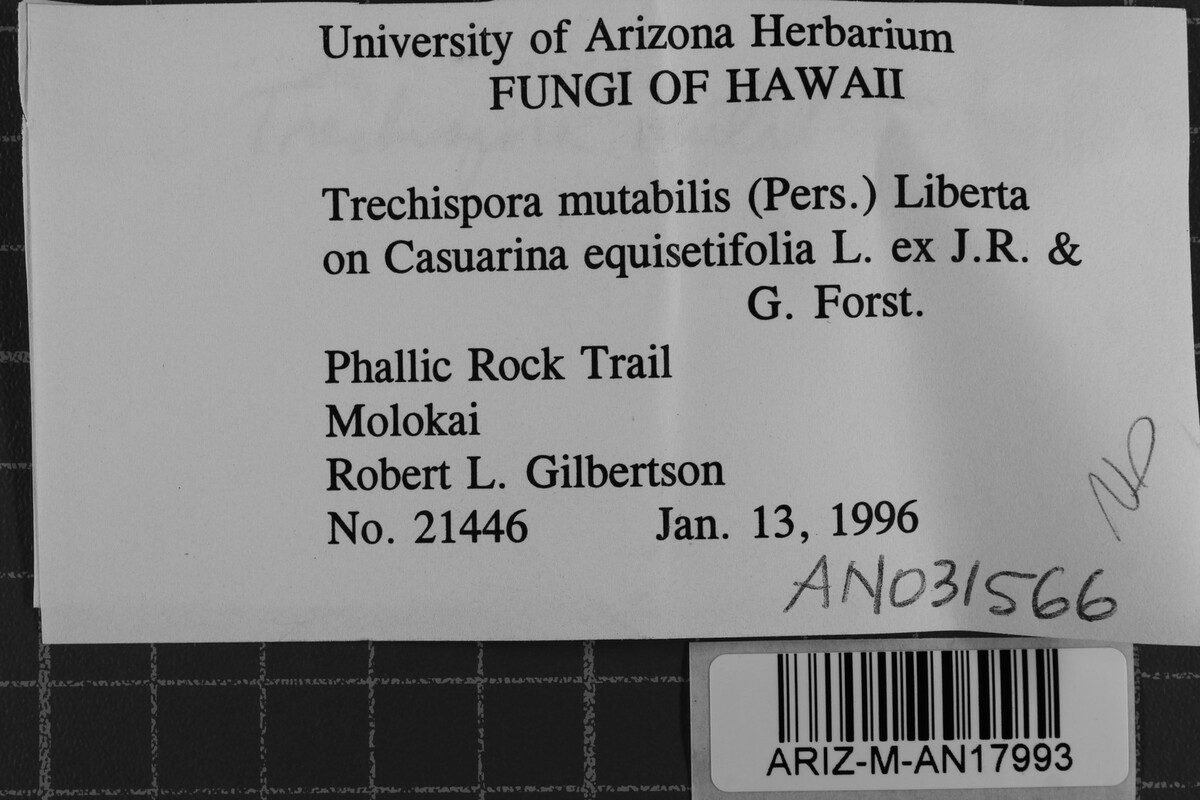 University of Arizona Herbarium
FUNGI OF HAWAII
Trechispora mutabilis (Pers.) Liberta
on Casuarina equisetifolia L. ex J.R. &
G. Forst.
Phallic Rock Trail
Molokai
Robert L. Gilbertson
No. 21446 Jan. 13, 1996
AN031566
ARIZ-M-AN17993